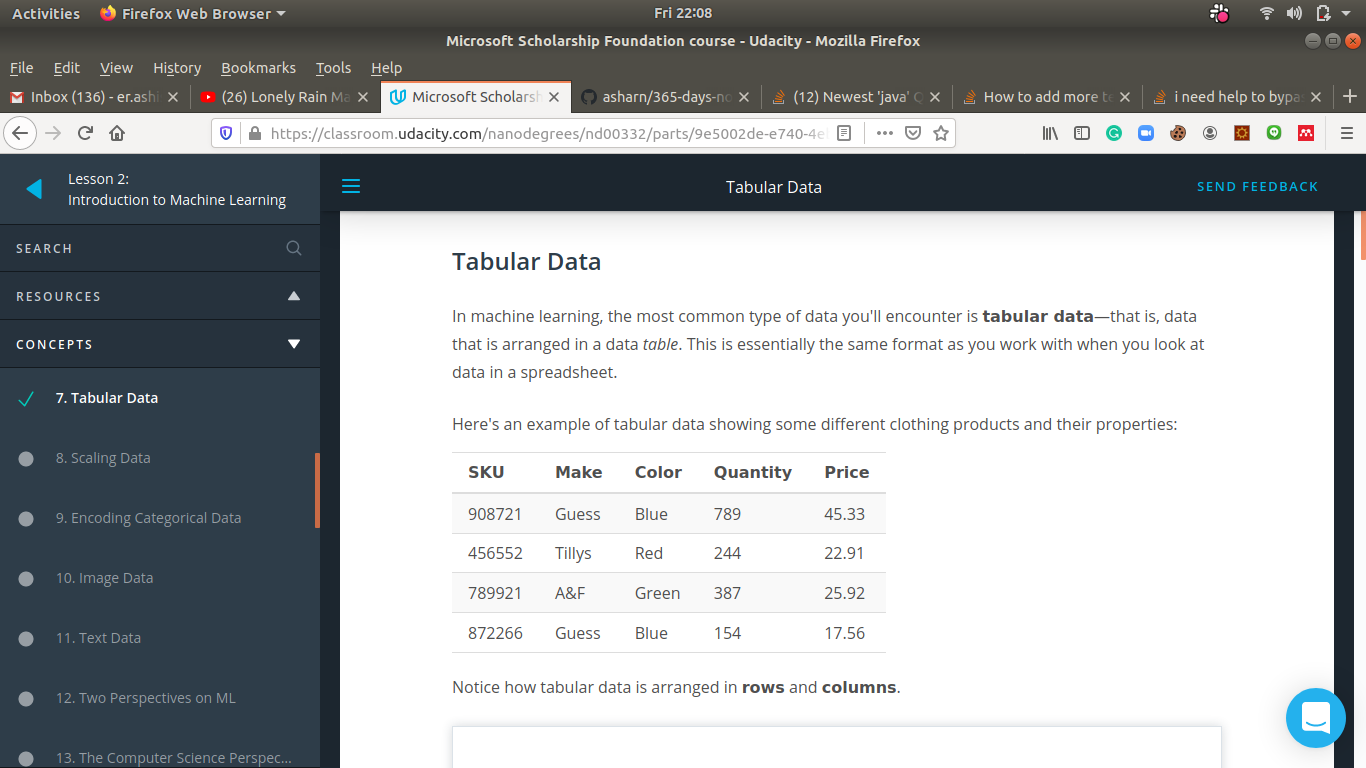 Activities Firefox Web Browser Fri 22:08
Microsoft Scholarship Foundation course - Udacity - Mozilla Firefox
File Edit View History Bookmarks Tools Help
Inbox (136) - er.ashi (26) Lonely Rain Ma Microsoft Scholarsh asharn/365-days-no (12) Newest 'java' Q How to add more te i need help to bypas
https://classroom.udacity.com/nanodegrees/nd00332/parts/9e5002de-e740-4e
Lesson 2:
Introduction to Machine Learning
Tabular Data
SEND FEEDBACK
SEARCH
RESOURCES
CONCEPTS
7. Tabular Data
8. Scaling Data
9. Encoding Categorical Data
10. Image Data
11. Text Data
12. Two Perspectives on ML
13. The Computer Science Perspec...
Tabular Data
In machine learning, the most common type of data you'll encounter is tabular data—that is, data
that is arranged in a data table. This is essentially the same format as you work with when you look at
data in a spreadsheet.
Here's an example of tabular data showing some different clothing products and their properties:
SKU Make Color Quantity Price
908721 Guess Blue 789 45.33
456552 Tillys Red 244 22.91
789921 A&F Green 387 25.92
872266 Guess Blue 154 17.56
Notice how tabular data is arranged in rows and columns.